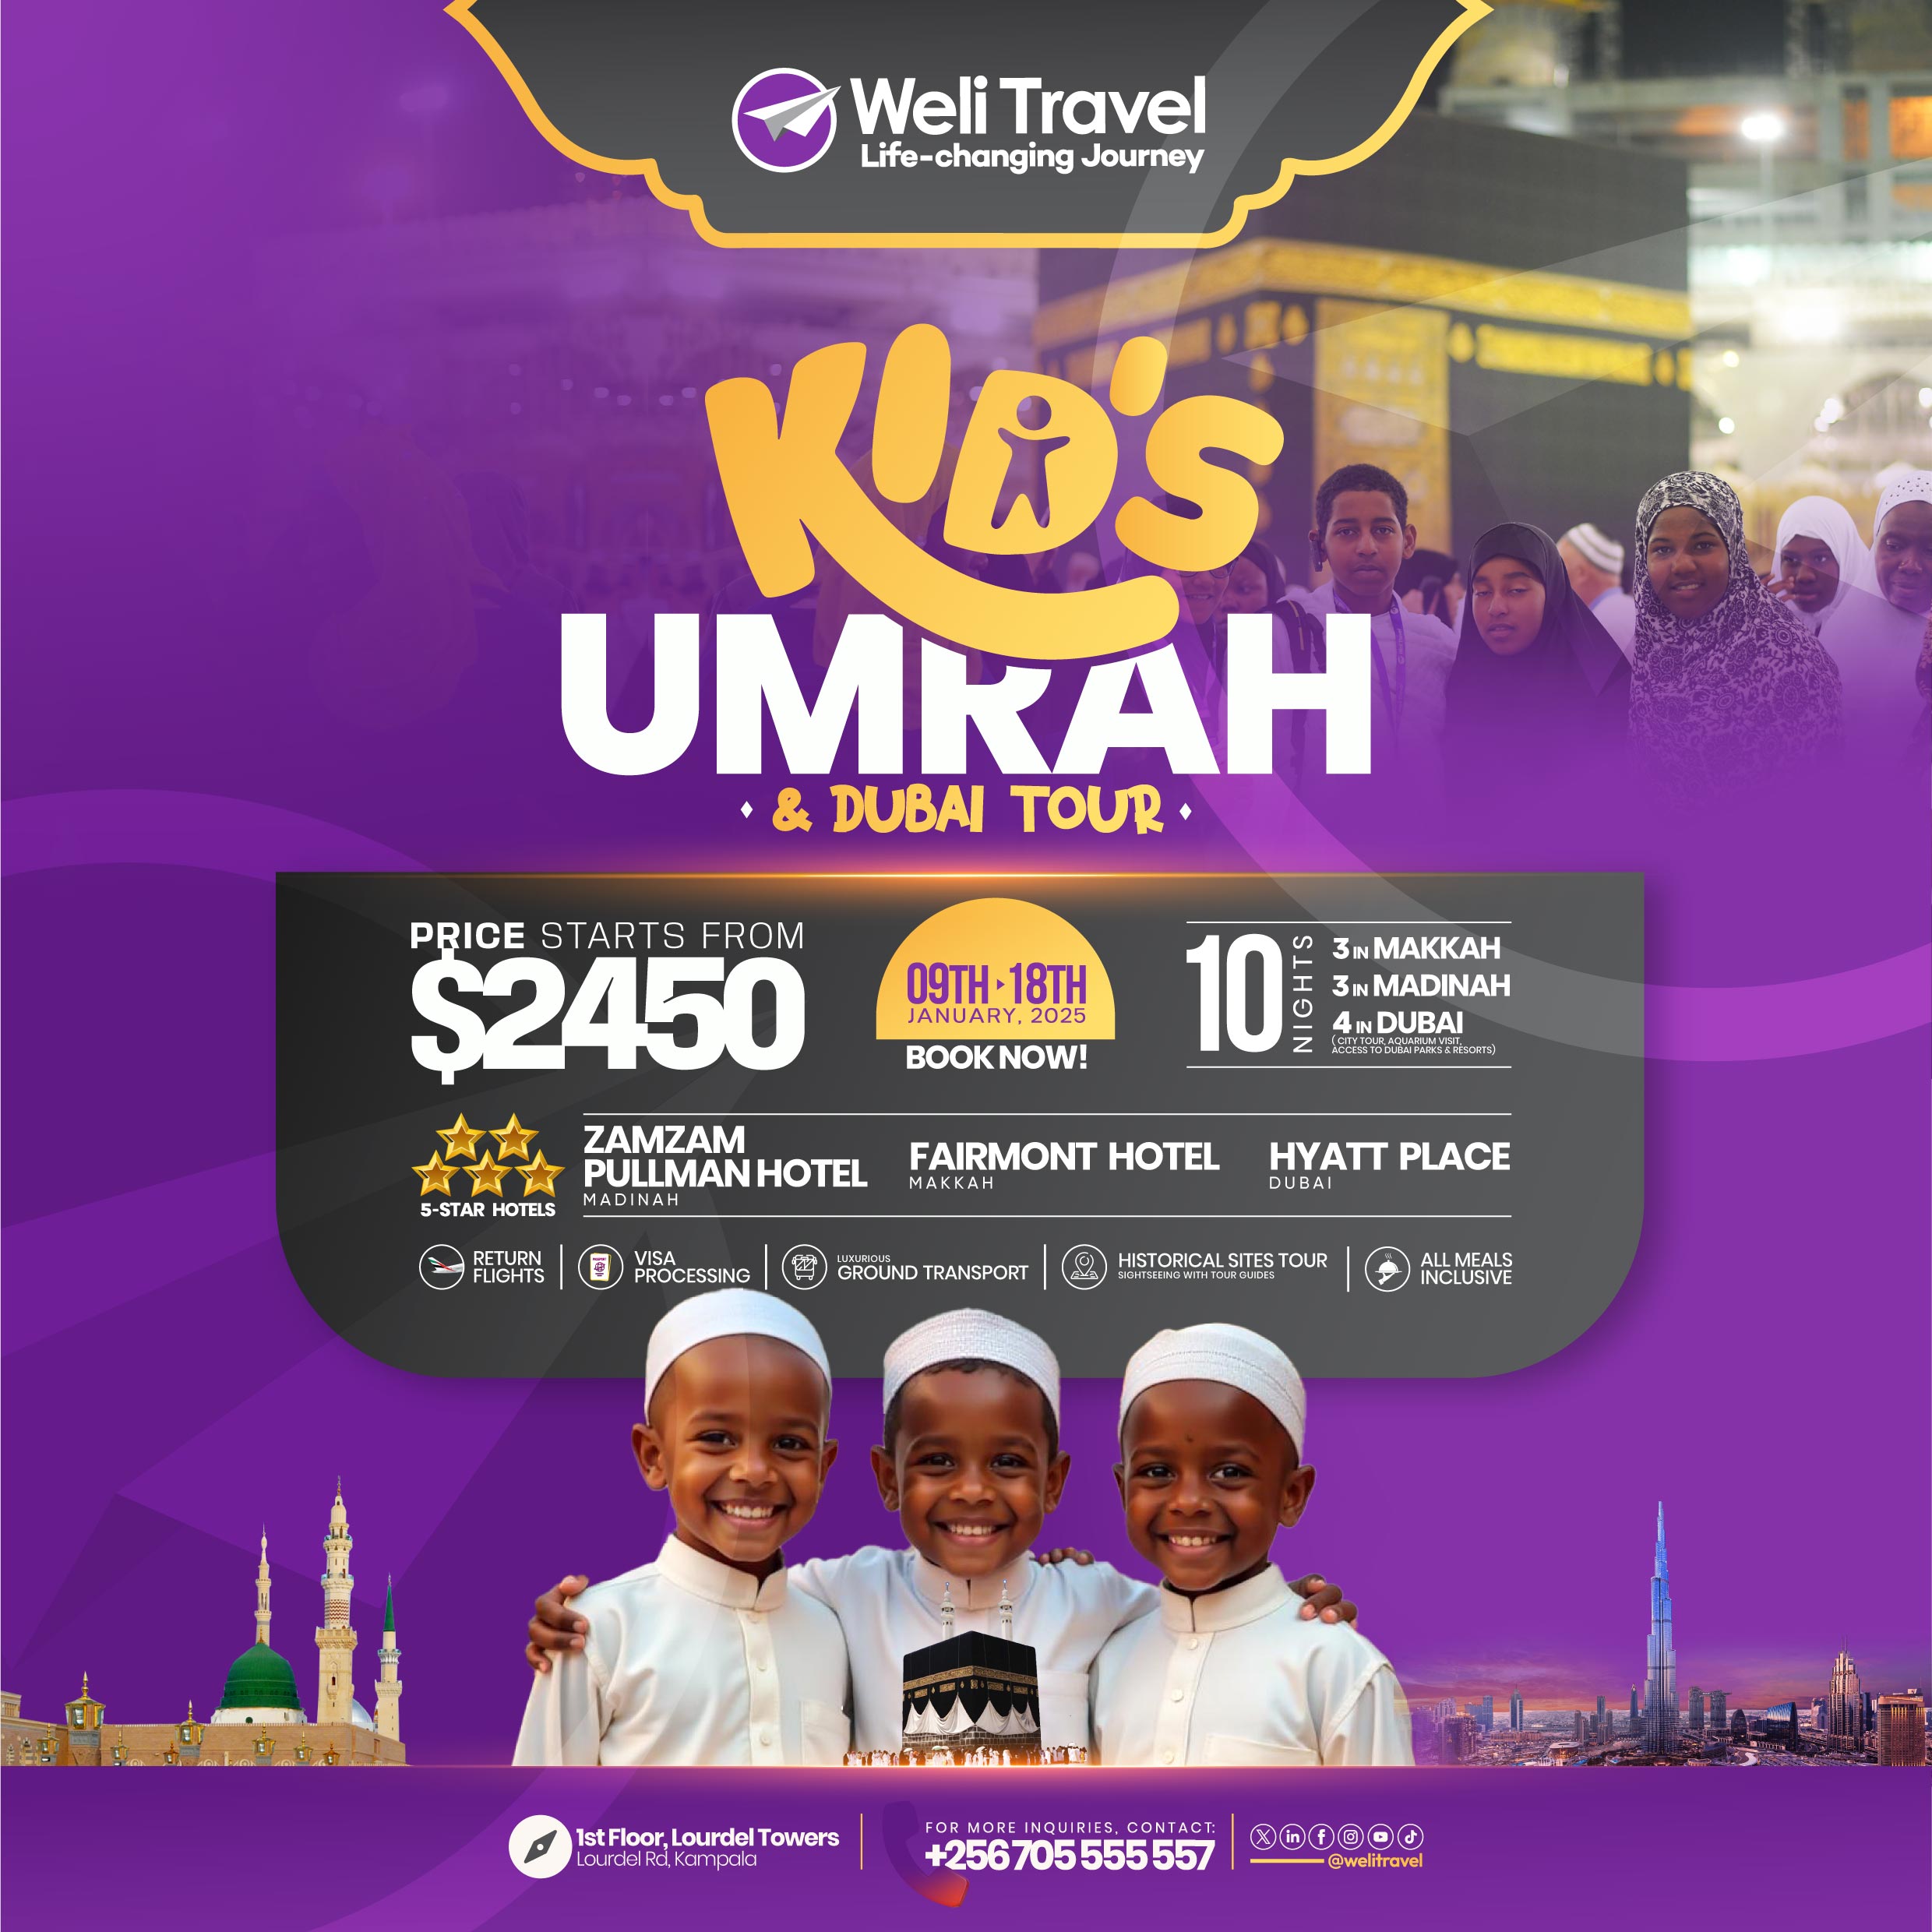 Weli Travel
Life-changing Journey
KID'S
UMRAH
& DUBAI TOUR
PRICE STARTS FROM
$2450
09TH 18TH
JANUARY, 2025
BOOK NOW!
10 NIGHTS
3 IN MAKKAH
3 IN MADINAH
4 IN DUBAI
( CITY TOUR, AQUARIUM VISIT,
ACCESS TO DUBAI PARKS & RESORTS)
5-STAR HOTELS
ZAMZAM
PULLMAN HOTEL
MADINAH
FAIRMONT HOTEL
MAKKAH
HYATT PLACE
DUBAI
RETURN
FLIGHTS
VISA
PROCESSING
LUXURIOUS
GROUND TRANSPORT
HISTORICAL SITES TOUR
SIGHTSEEING WITH TOUR GUIDES
ALL MEALS
INCLUSIVE
1st Floor, Lourdel Towers
Lourdel Rd, Kampala
FOR MORE INQUIRIES, CONTACT:
+256 705 555 557
@welitravel